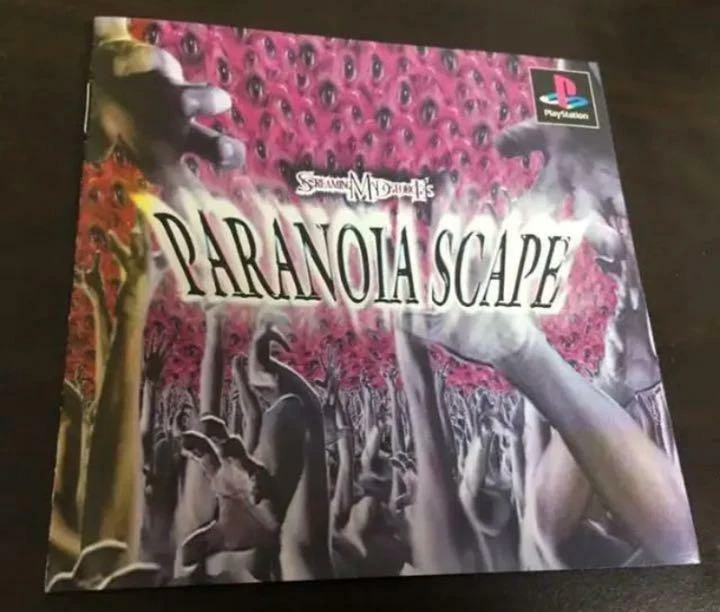 PlayStation
SCREAMING MAD GEORGE's
PARANOIA SCAPE